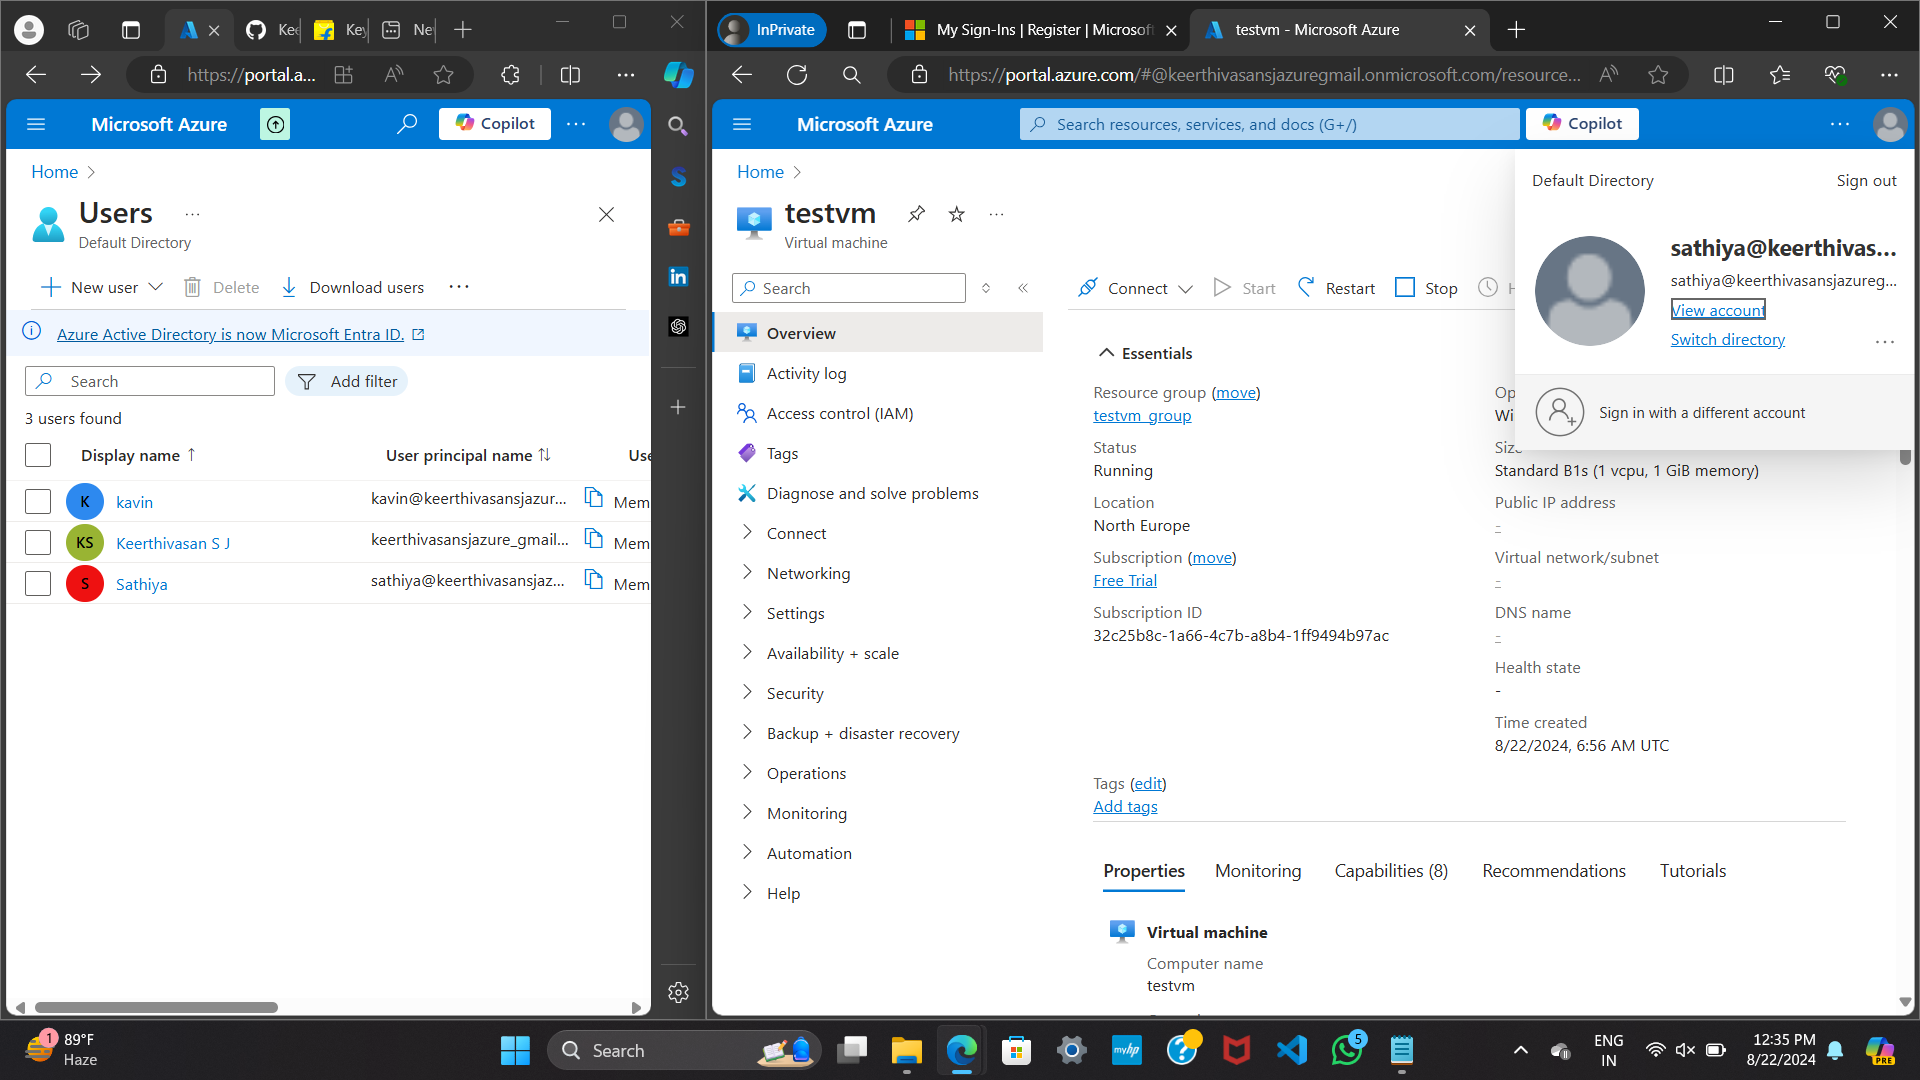 Kee
Key
Ne
https://portal.a...
Microsoft Azure
Copilot
Home
Users
Default Directory
New user
Delete
Download users
Azure Active Directory is now Microsoft Entra ID.
Search
Add filter
3 users found
Display name ↑
User principal name ↑↓
Use
K
kavin
kavin@keerthivasansjazur...
Mem
KS
Keerthivasan S J
keerthivasansjazure_gmail...
Mem
S
Sathiya
sathiya@keerthivasansjaz...
Mem
InPrivate
My Sign-Ins | Register | Microsoft
testvm - Microsoft Azure
https://portal.azure.com/#@keerthivasansjazuregmail.onmicrosoft.com/resource...
Microsoft Azure
Search resources, services, and docs (G+/)
Copilot
Home
testvm
Virtual machine
Search
Overview
Activity log
Access control (IAM)
Tags
Diagnose and solve problems
Connect
Networking
Settings
Availability + scale
Security
Backup + disaster recovery
Operations
Monitoring
Automation
Help
Connect
Start
Restart
Stop
H
Essentials
Resource group (move)
testvm_group
Status
Running
Location
North Europe
Subscription (move)
Free Trial
Subscription ID
32c25b8c-1a66-4c7b-a8b4-1ff9494b97ac
Op
Wi
Size
Standard B1s (1 vcpu, 1 GiB memory)
Public IP address
-
Virtual network/subnet
-
DNS name
-
Health state
-
Time created
8/22/2024, 6:56 AM UTC
Tags (edit)
Add tags
Properties
Monitoring
Capabilities (8)
Recommendations
Tutorials
Virtual machine
Computer name
testvm
Default Directory
Sign out
sathiya@keerthivas...
sathiya@keerthivasansjazureg...
View account
Switch directory
Sign in with a different account
1
89°F
Haze
Search
myhp
5
ENG
IN
12:35 PM
8/22/2024
PRE